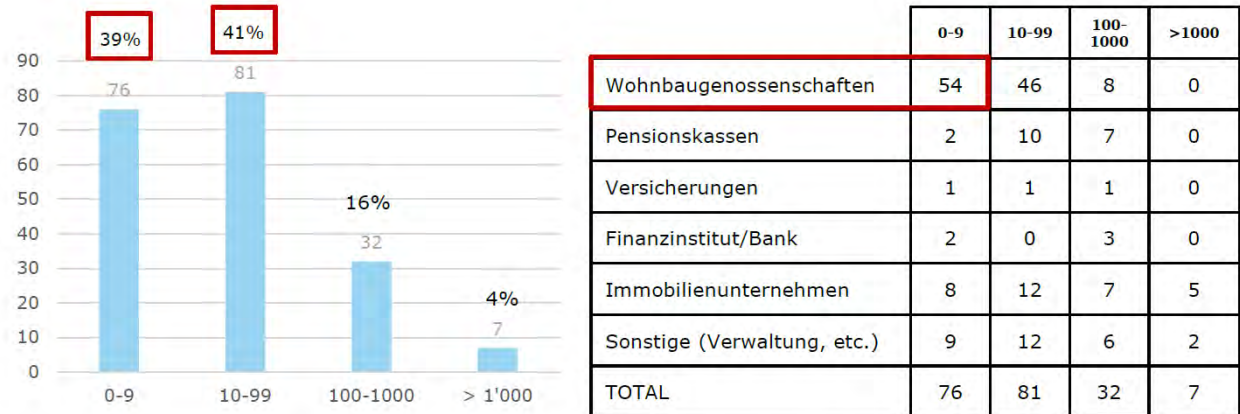 39%
41%
90
80
70
60
50
40
30
20
10
0
76
81
16%
32
4%
7
0-9 10-99 100-1000 > 1'000
0-9 10-99 100-1000 >1000
Wohnbaugenossenschaften 54 46 8 0
Pensionskassen 2 10 7 0
Versicherungen 1 1 1 0
Finanzinstitut/Bank 2 0 3 0
Immobilienunternehmen 8 12 7 5
Sonstige (Verwaltung, etc.) 9 12 6 2
TOTAL 76 81 32 7